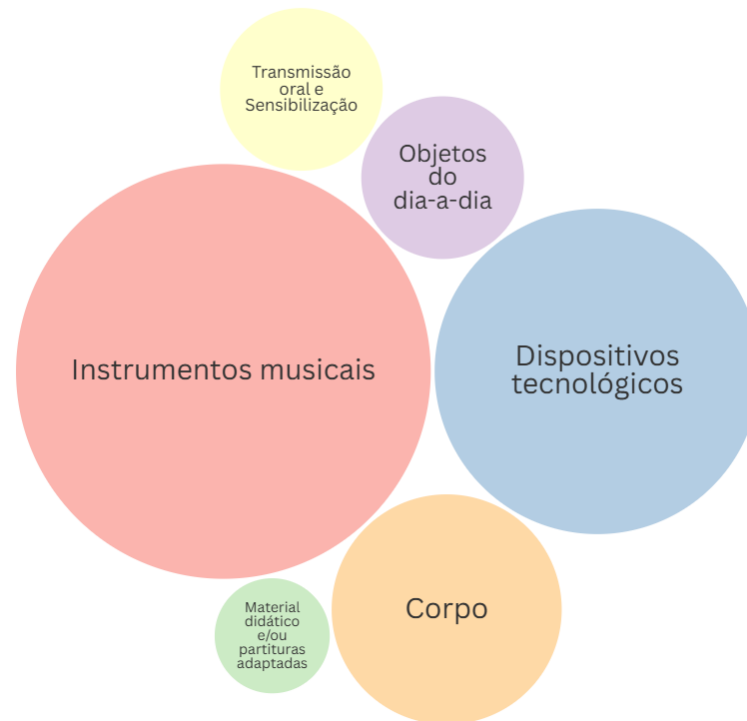 Transmissão
oral e
Sensibilização
Objetos
do
dia-a-dia
Instrumentos musicais
Dispositivos
tecnológicos
Corpo
Material
didático
e/ou
partituras
adaptadas